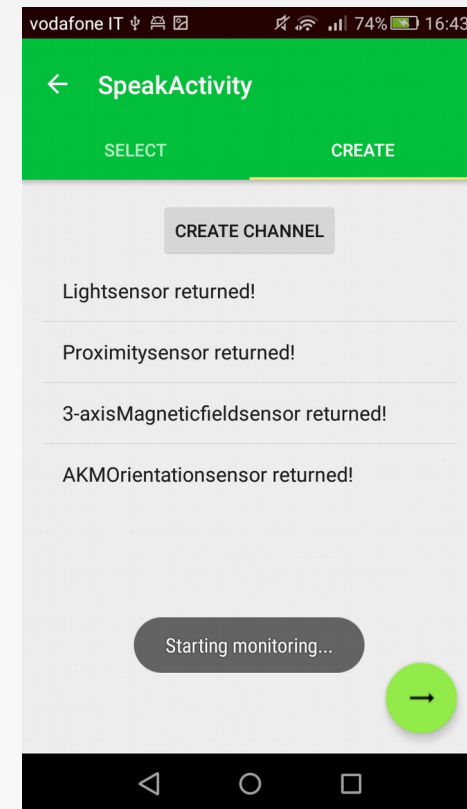 vodafone IT 74% 16:43
SpeakActivity
SELECT CREATE
CREATE CHANNEL
Lightsensor returned!
Proximitysensor returned!
3-axisMagneticfieldsensor returned!
AKMOrientationsensor returned!
Starting monitoring...